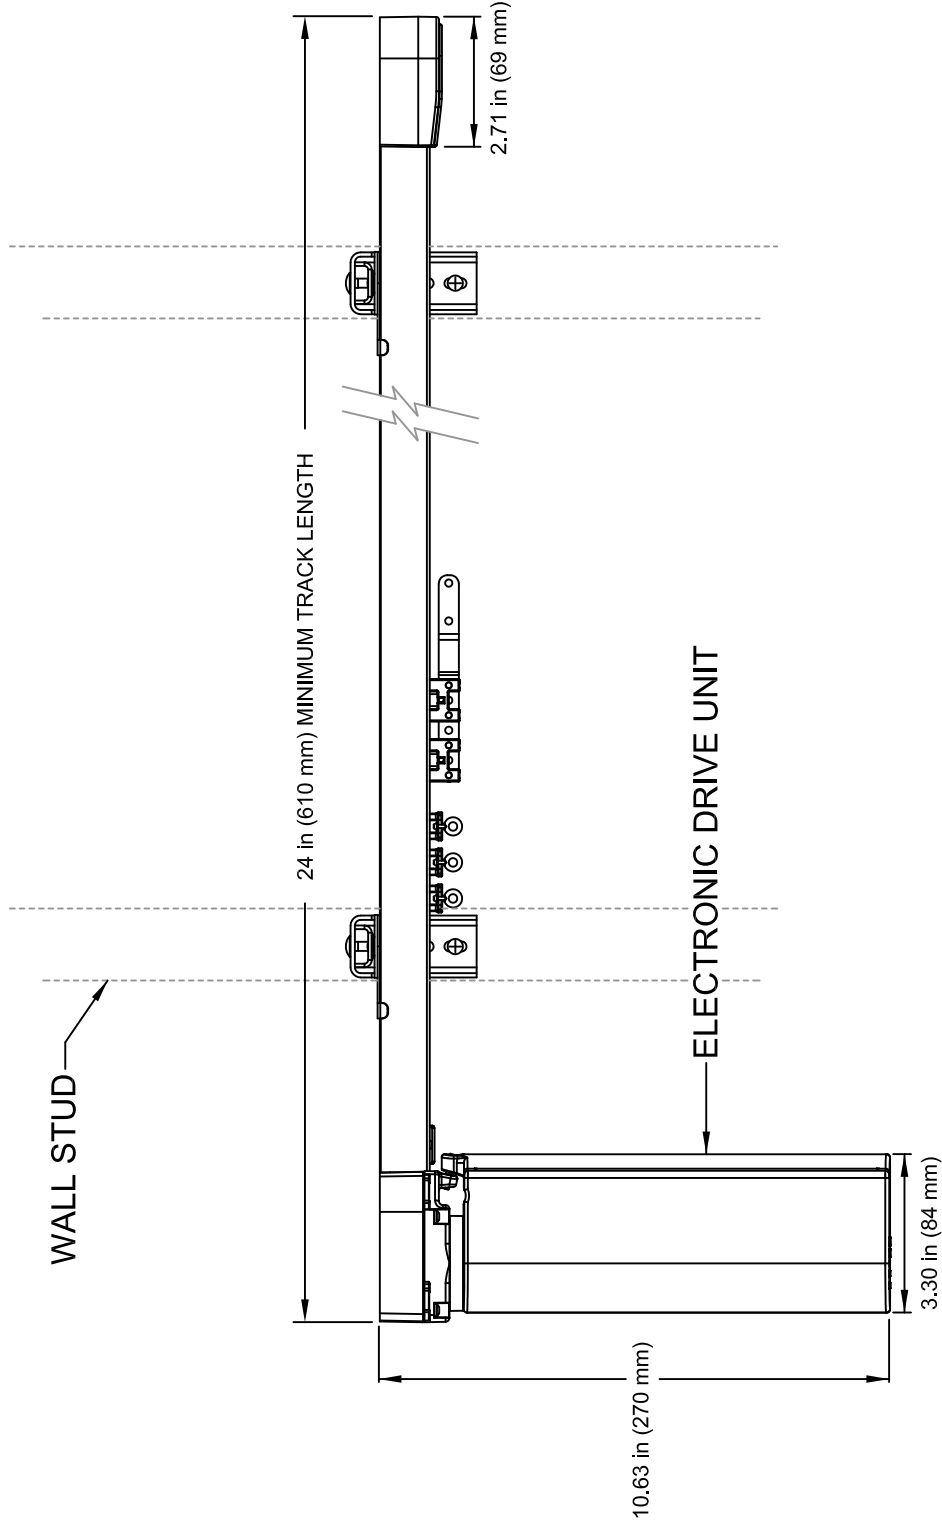 WALL STUD
24 in (610 mm) MINIMUM TRACK LENGTH
2.71 in (69 mm)
ELECTRONIC DRIVE UNIT
10.63 in (270 mm)
3.30 in (84 mm)